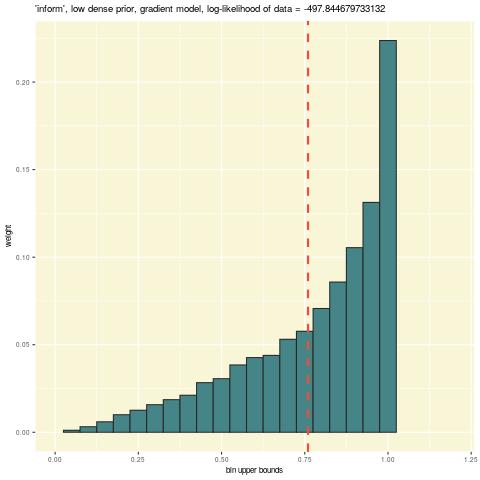 'inform', low dense prior, gradient model, log-likelihood of data = -497.844679733132
weight
0.20
0.15
0.10
0.05
0.00
0.00 0.25 0.50 0.75 1.00 1.25
bin upper bounds